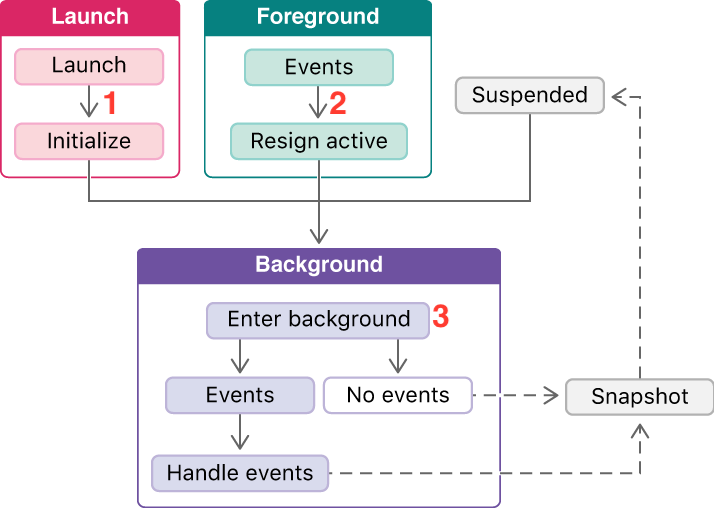 Launch
Launch
1
Initialize
Foreground
Events
2
Resign active
Suspended
Background
Enter background
3
Events
No events
Snapshot
Handle events